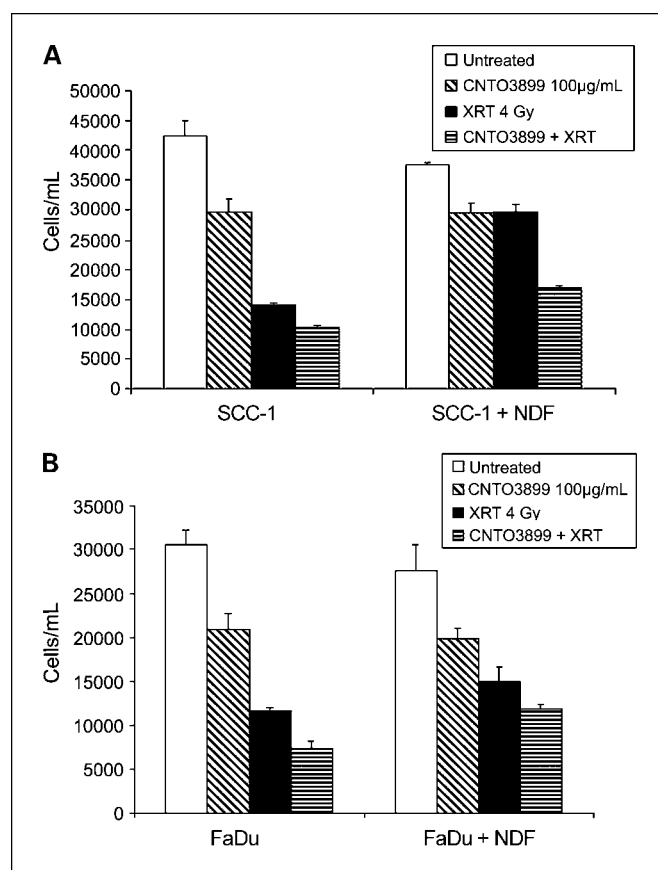 A
Untreated
CNTO3899 100µg/mL
XRT 4 Gy
CNTO3899 + XRT
50000
45000
40000
35000
30000
25000
20000
15000
10000
5000
0
Cells/mL
SCC-1
SCC-1 + NDF
B
Untreated
CNTO3899 100µg/mL
XRT 4 Gy
CNTO3899 + XRT
35000
30000
25000
20000
15000
10000
5000
0
Cells/mL
FaDu
FaDu + NDF